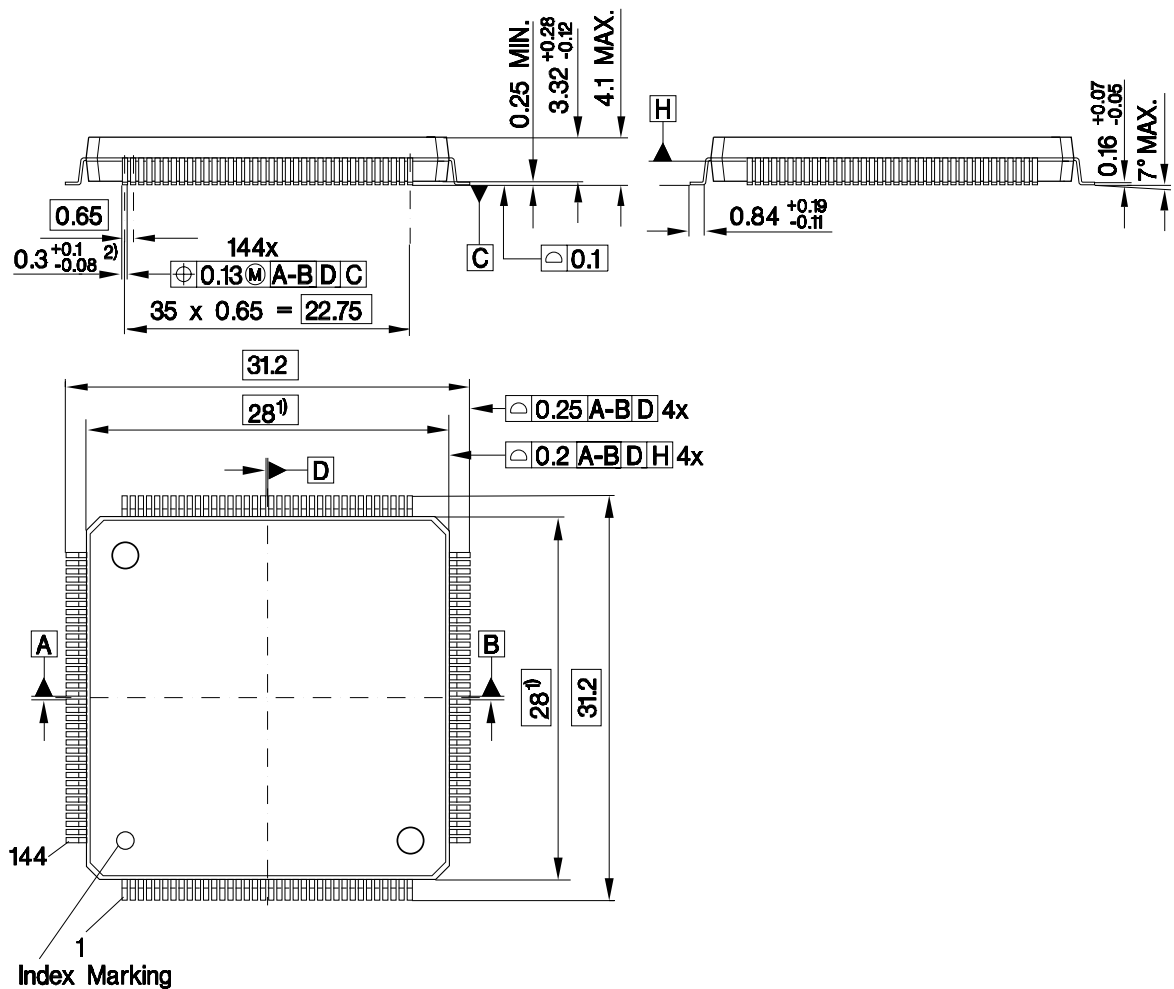 0.25 MIN.
3.32 +0.28 -0.12
4.1 MAX.
H
0.16 +0.07 -0.05
7° MAX.
0.65
0.3 +0.1 -0.08 2)
144x
0.13 Ⓜ A-B D C
35 x 0.65 = 22.75
C
0.1
0.84 +0.19 -0.11
31.2
28 1)
0.25 A-B D 4x
0.2 A-B D H 4x
D
A
B
28 1)
31.2
144
1
Index Marking